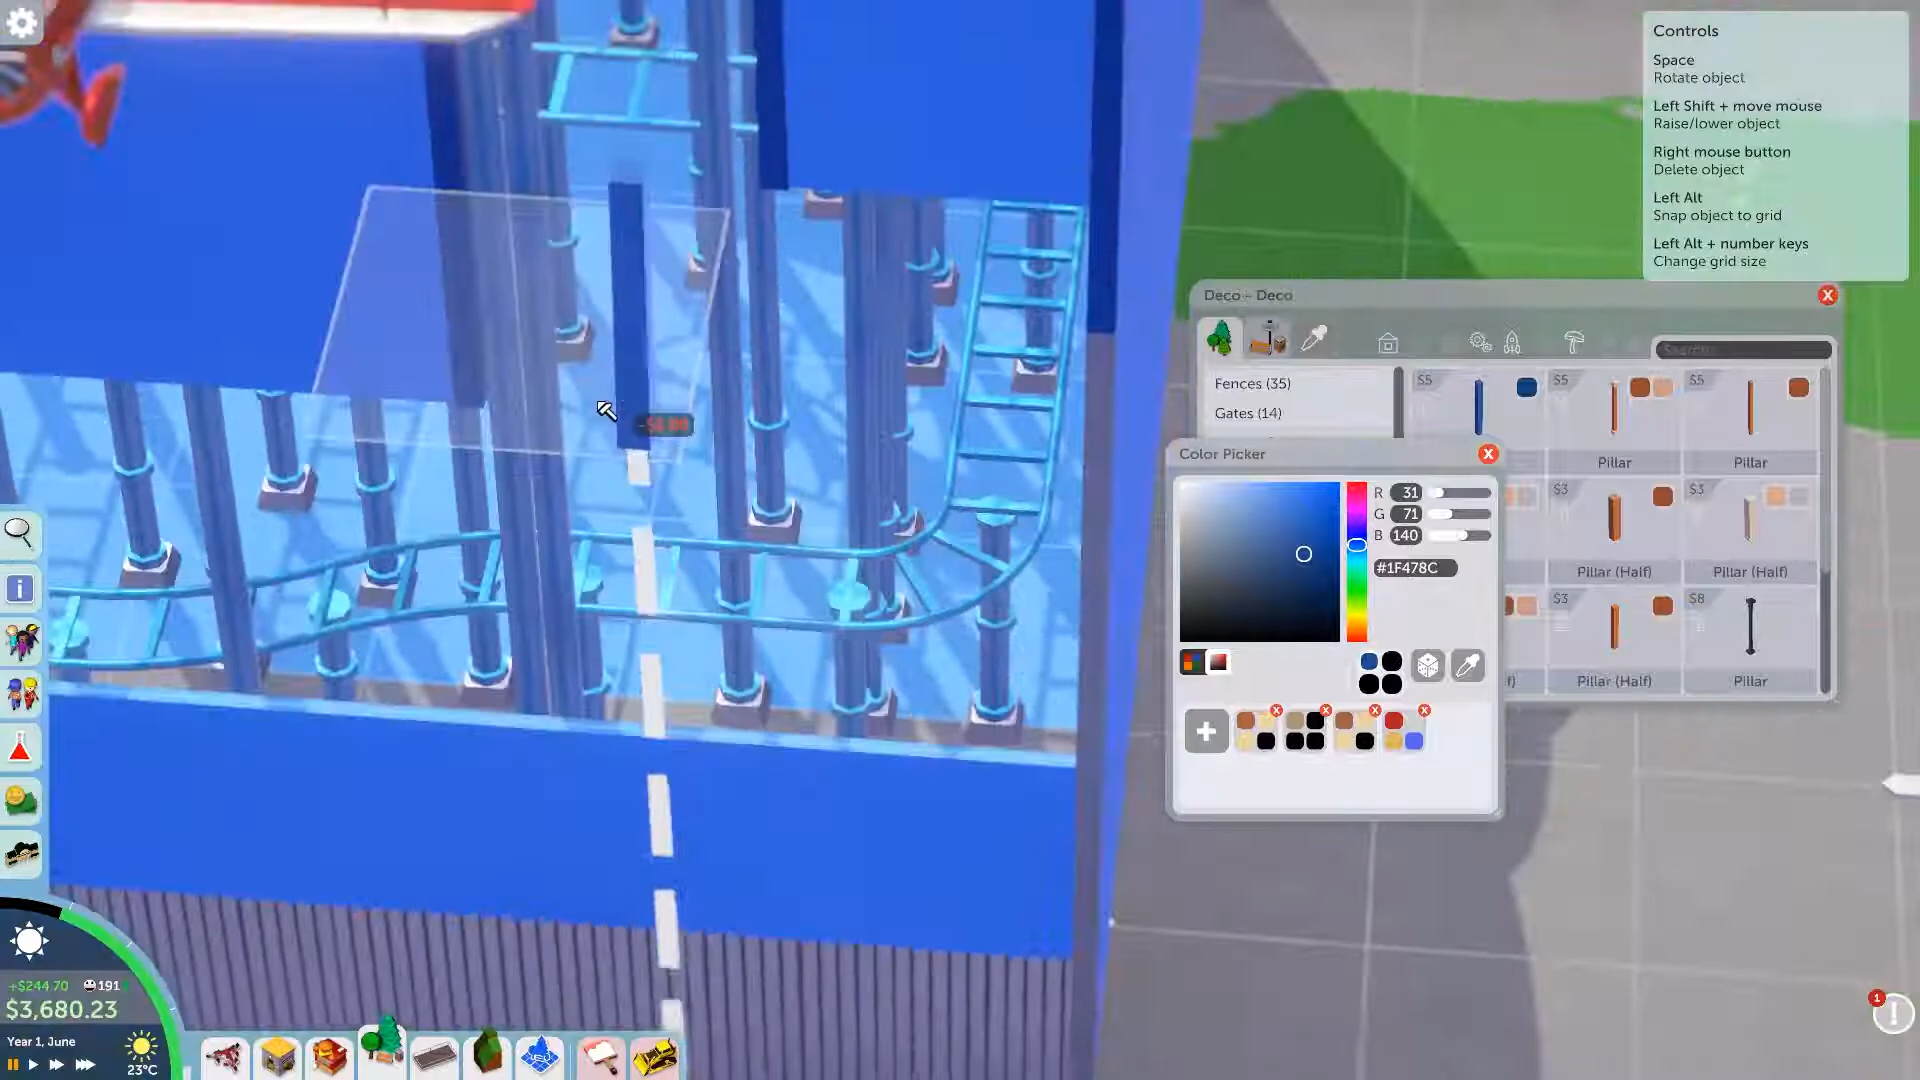 Controls
Space
Rotate object
Left Shift + move mouse
Raise/lower object
Right mouse button
Delete object
Left Alt
Snap object to grid
Left Alt + number keys
Change grid size
Deco - Deco
Search...
Fences (35)
Gates (14)
$5
$5
$5
Pillar
Pillar
$3
$3
Pillar (Half)
Pillar (Half)
$3
$8
Pillar (Half)
Pillar
Color Picker
R 31
G 71
B 140
#1F478C
+$244.70
191
$3,680.23
Year 1, June
23°C
1